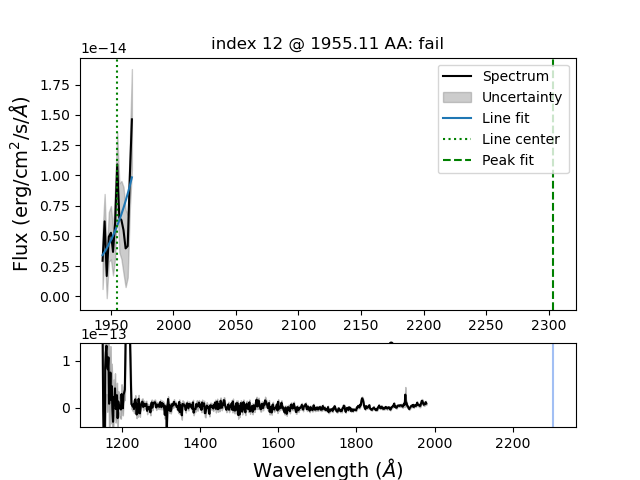 index 12 @ 1955.11 AA: fail
1e−14
Flux (erg/cm²/s/Å)
1.75
1.50
1.25
1.00
0.75
0.50
0.25
0.00
Spectrum
Uncertainty
Line fit
Line center
Peak fit
1950 2000 2050 2100 2150 2200 2250 2300
1e−13
1
0
1200 1400 1600 1800 2000 2200
Wavelength (Å)